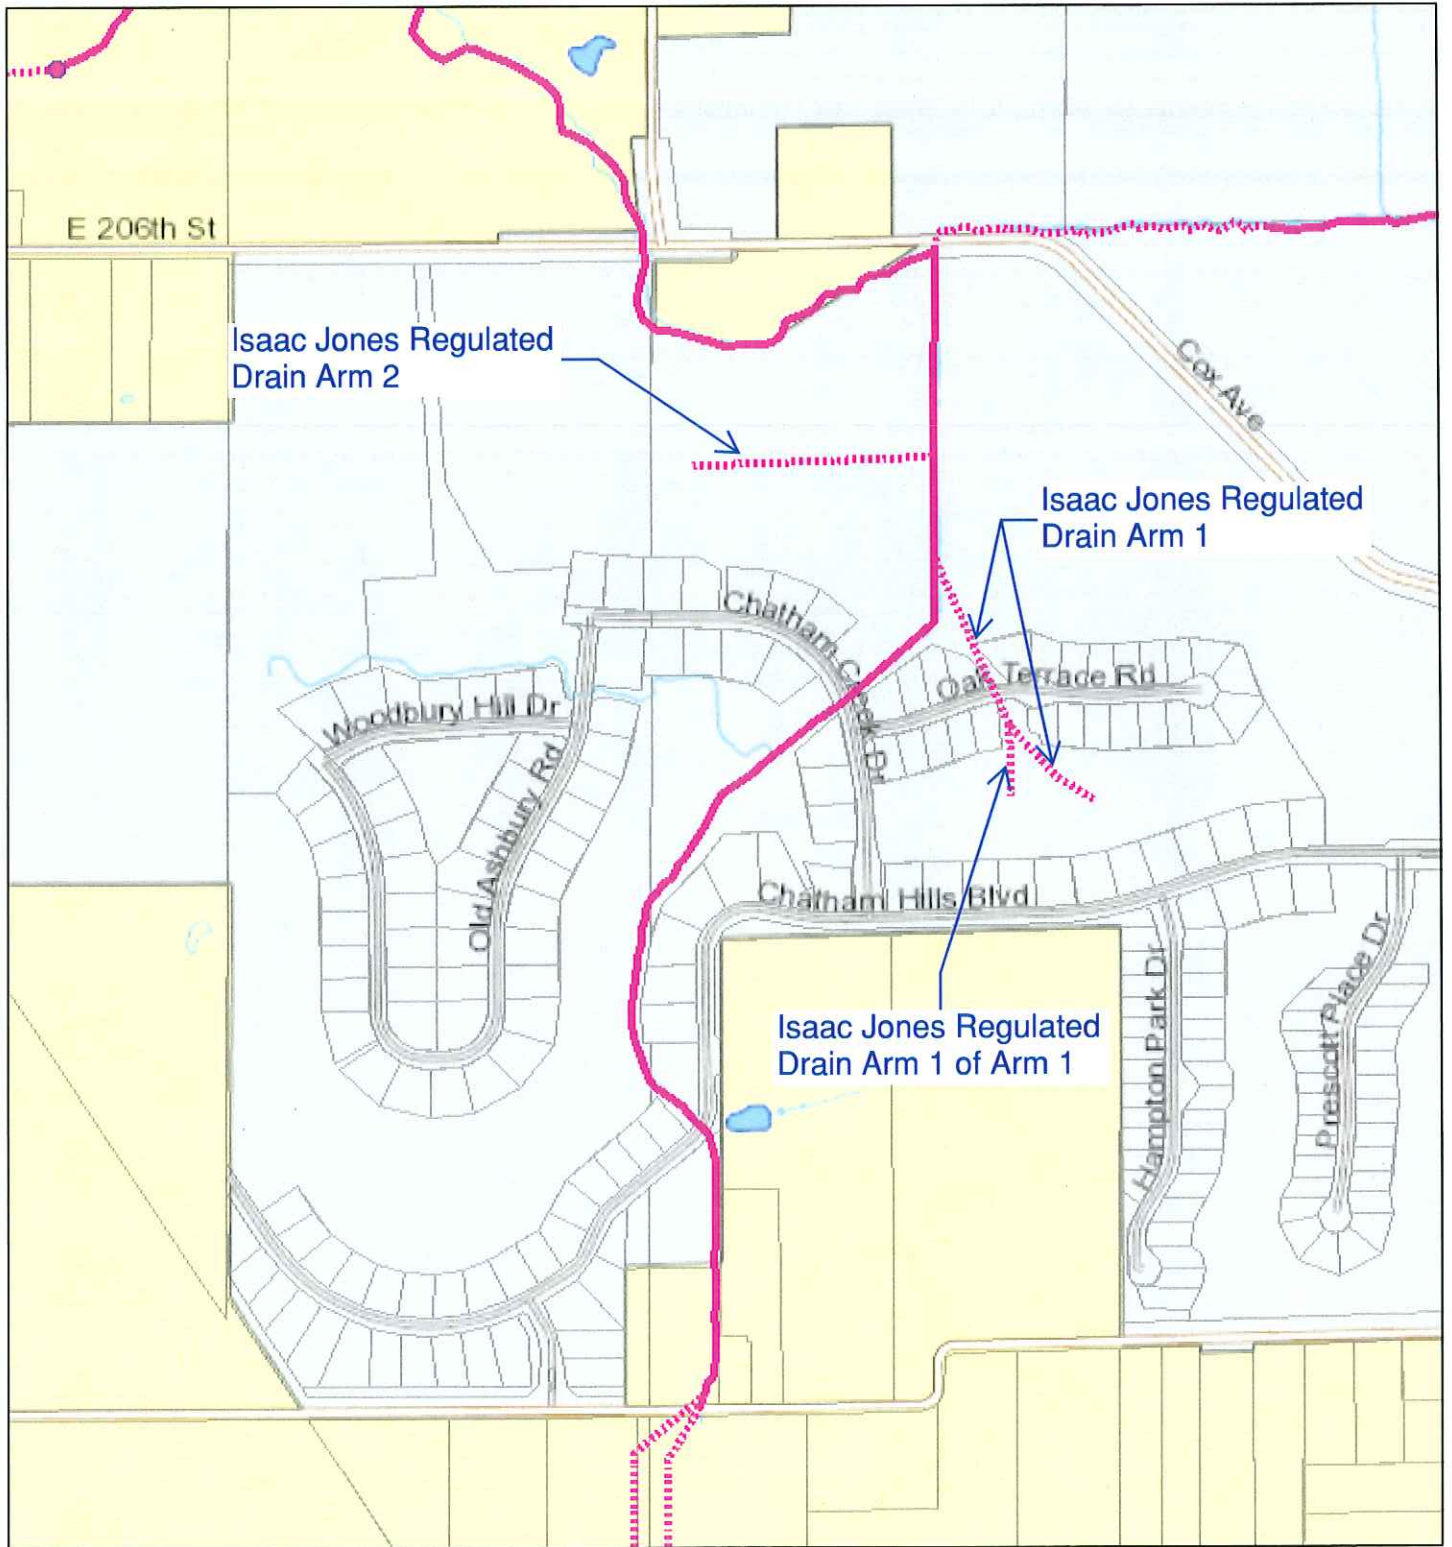 E 206th St
Isaac Jones Regulated
Drain Arm 2
Cox Ave
Isaac Jones Regulated
Drain Arm 1
Chatham Creek Dr
Oak Terrace Rd
Woodbury Hill Dr
Old Ashbury Rd
Chatham Hills Blvd
Isaac Jones Regulated
Drain Arm 1 of Arm 1
Hampton Park Dr
Prescott Place Dr